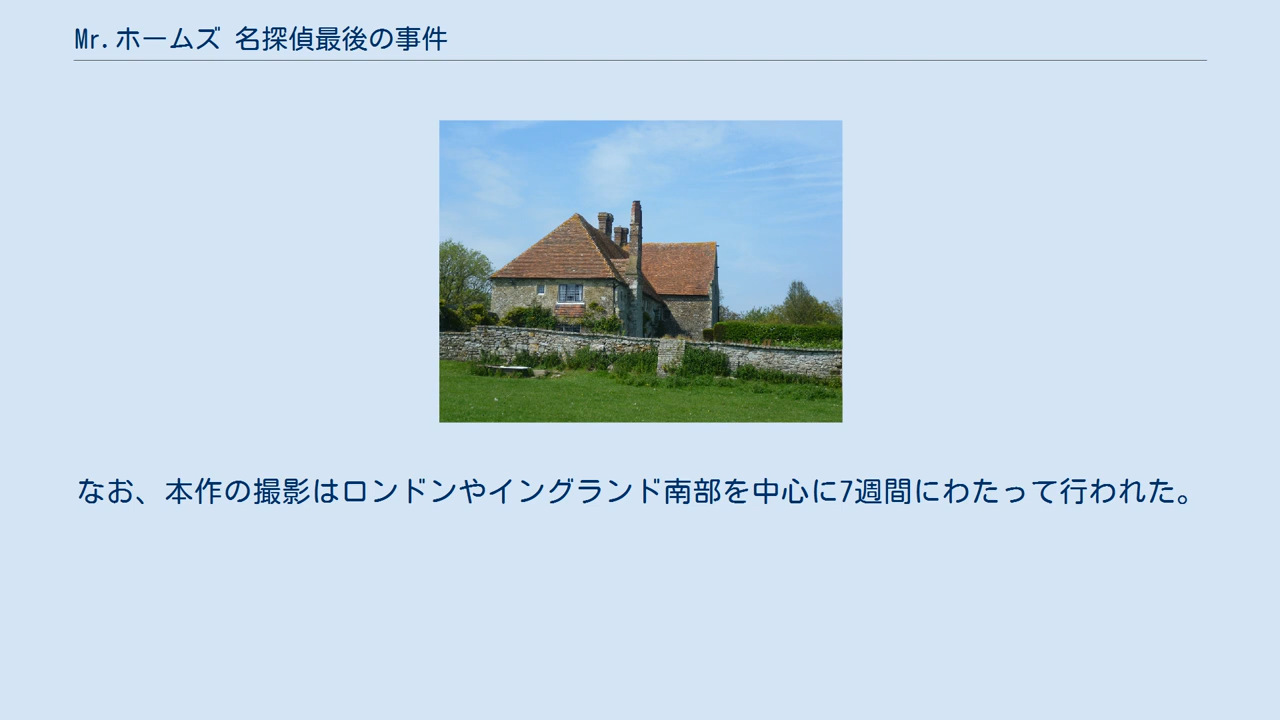 Mr.ホームズ 名探偵最後の事件
なお、本作の撮影はロンドンやイングランド南部を中心に7週間にわたって行われた。